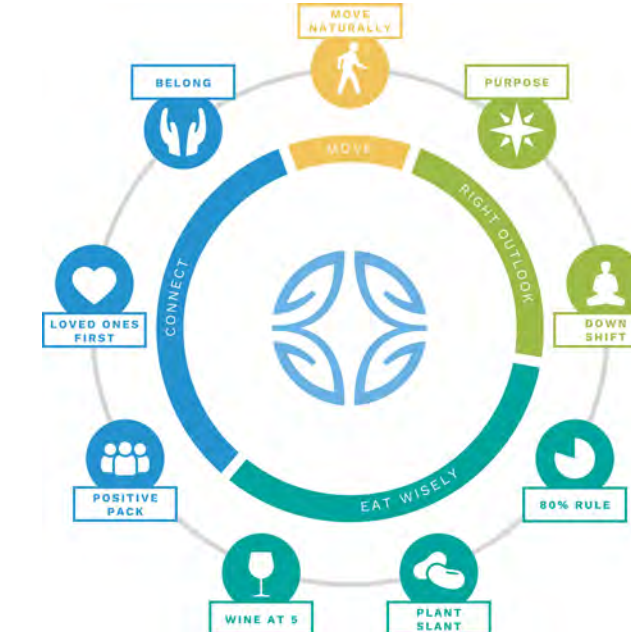 MOVE
NATURALLY
BELONG
PURPOSE
MOVE
RIGHT OUTLOOK
CONNECT
LOVED ONES
FIRST
DOWN
SHIFT
EAT WISELY
POSITIVE
PACK
80% RULE
WINE AT 5
PLANT
SLANT